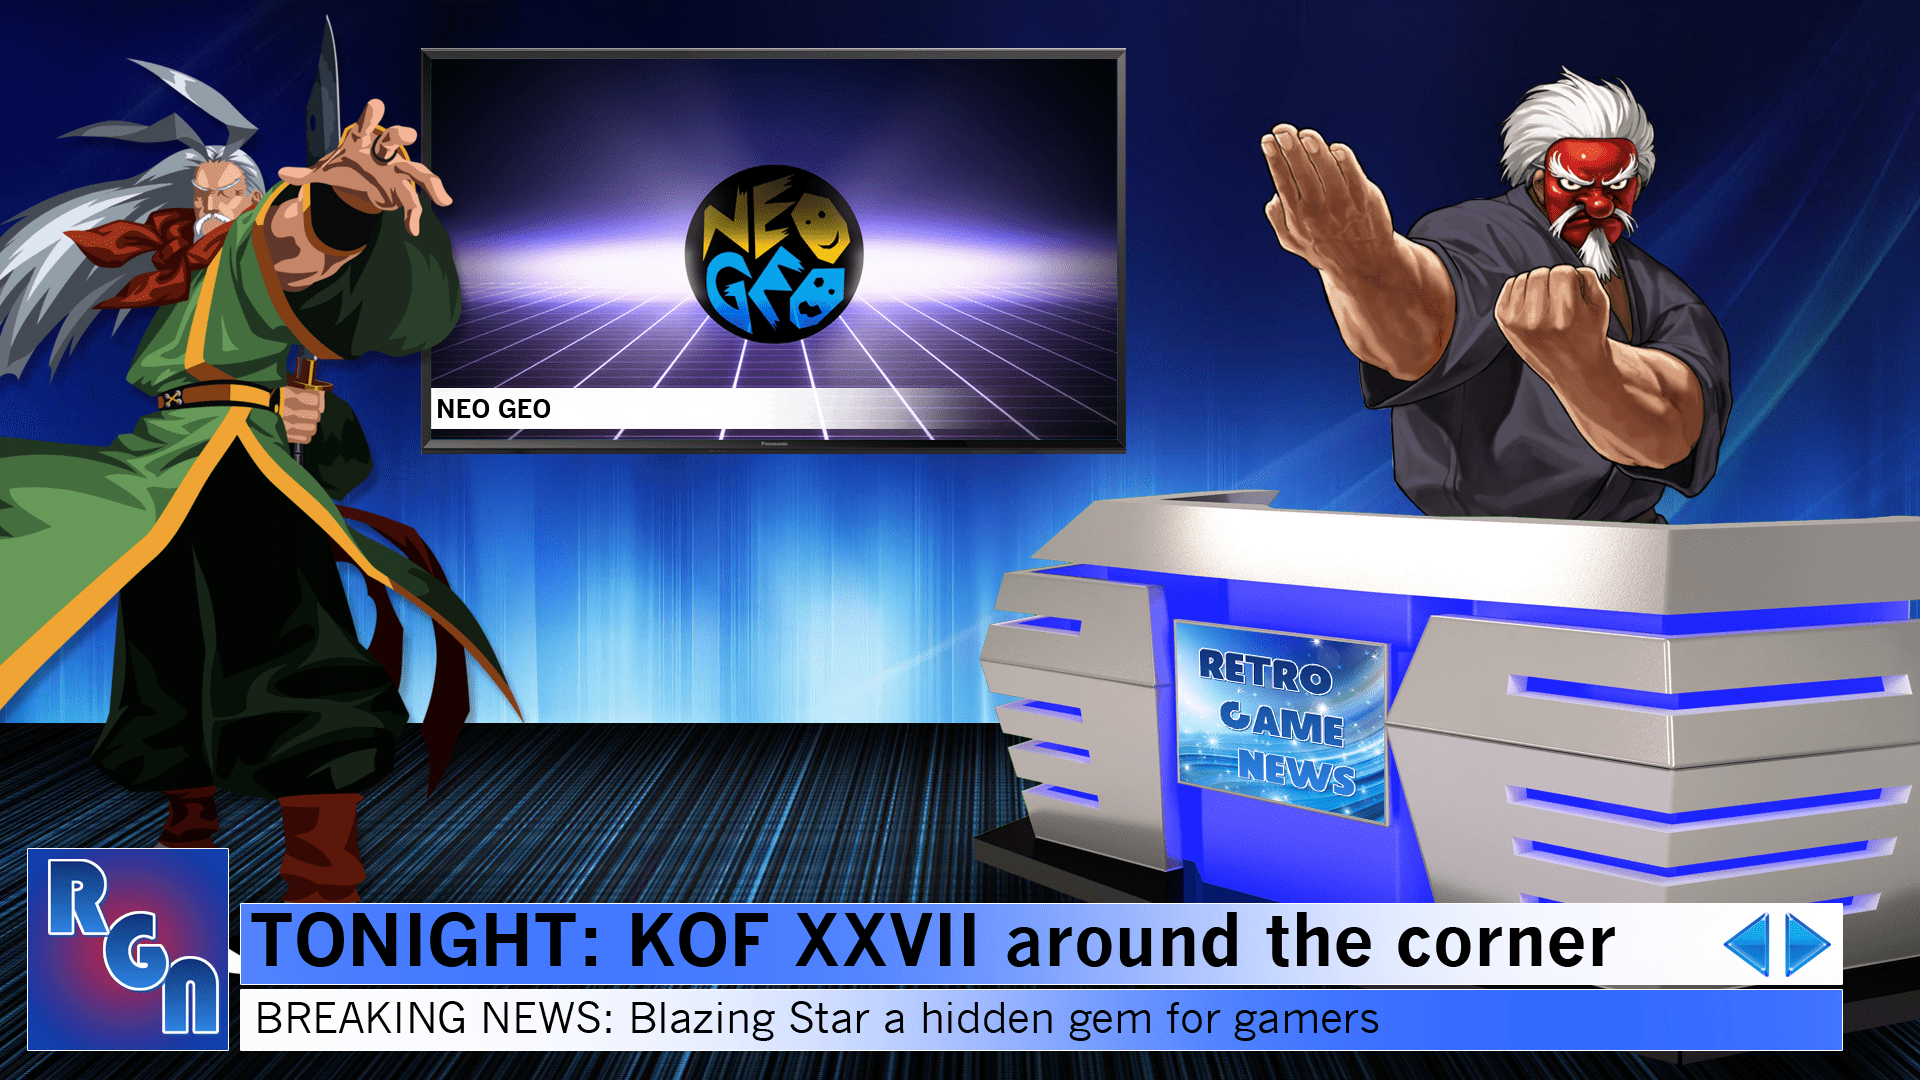 NEO
GEO
NEO GEO
Panasonic
RETRO
GAME
NEWS
RGN
TONIGHT: KOF XXVII around the corner
BREAKING NEWS: Blazing Star a hidden gem for gamers